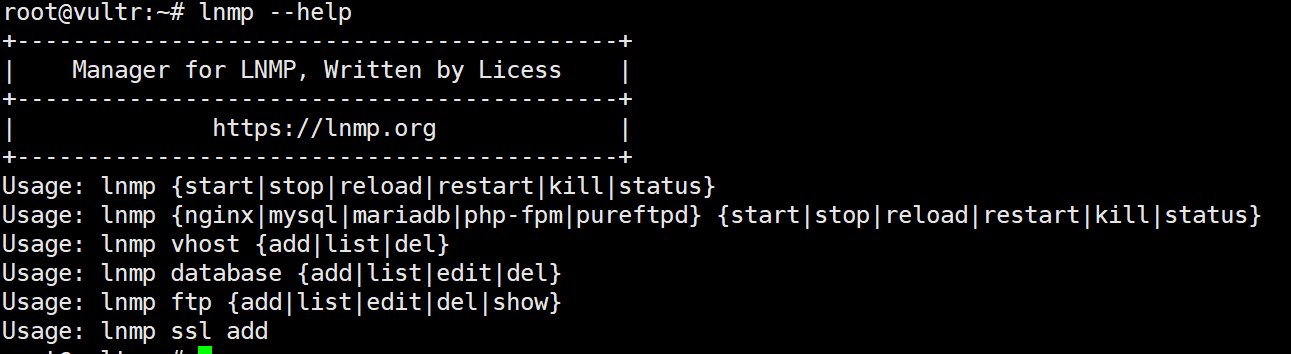 root@vultr:~# lnmp --help
+-------------------------------------------+
|    Manager for LNMP, Written by Licess    |
+-------------------------------------------+
|              https://lnmp.org             |
+-------------------------------------------+
Usage: lnmp {start|stop|reload|restart|kill|status}
Usage: lnmp {nginx|mysql|mariadb|php-fpm|pureftpd} {start|stop|reload|restart|kill|status}
Usage: lnmp vhost {add|list|del}
Usage: lnmp database {add|list|edit|del}
Usage: lnmp ftp {add|list|edit|del|show}
Usage: lnmp ssl add